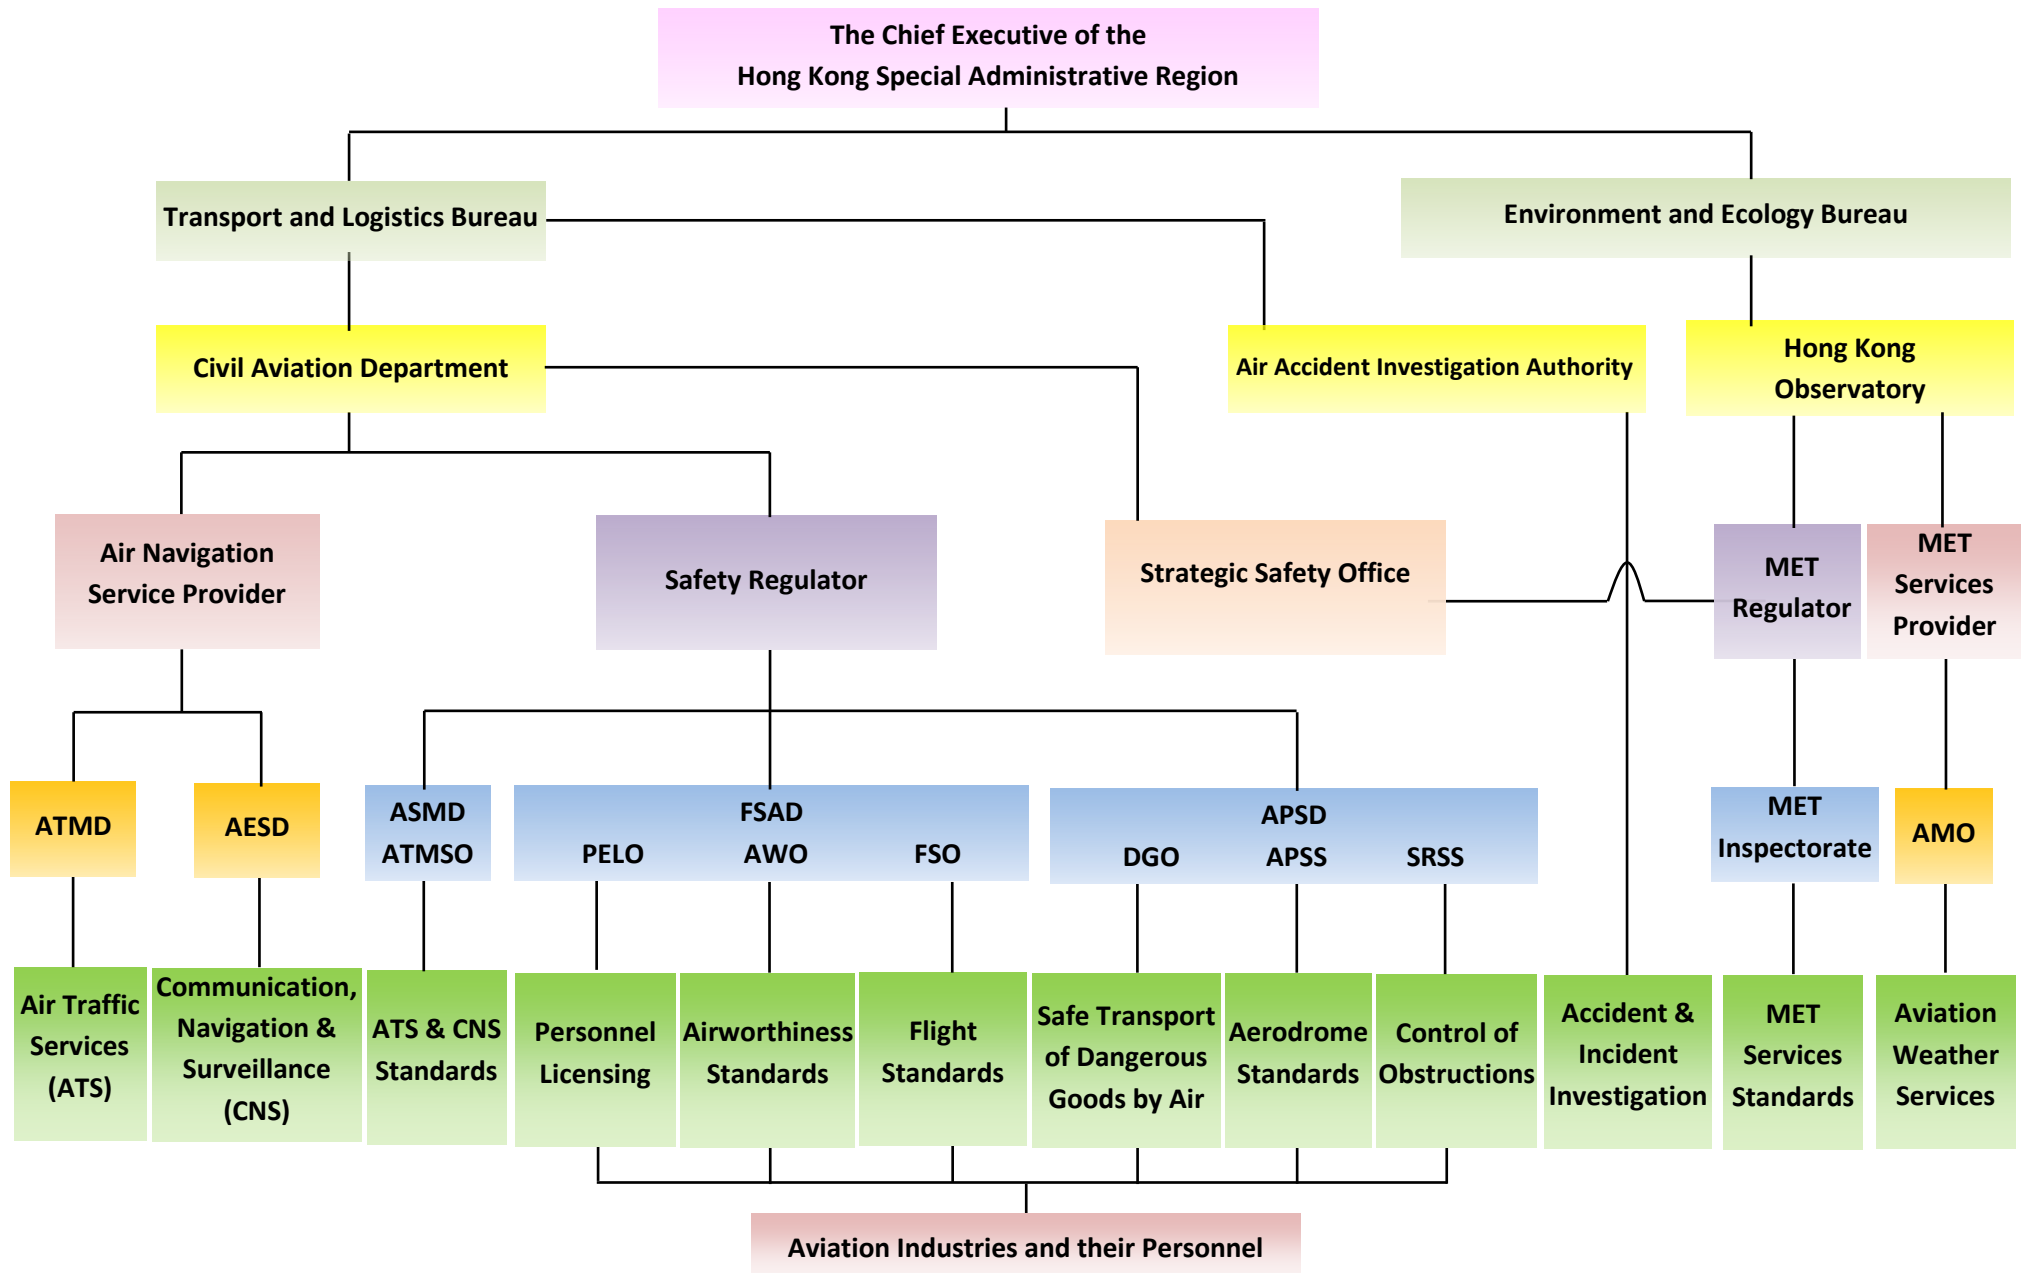 The Chief Executive of the
Hong Kong Special Administrative Region
Transport and Logistics Bureau
Environment and Ecology Bureau
Civil Aviation Department
Air Accident Investigation Authority
Hong Kong
Observatory
Air Navigation
Service Provider
Safety Regulator
Strategic Safety Office
MET
Regulator
MET
Services
Provider
ATMD
AESD
ASMD
ATMSO
FSAD
PELO
AWO
FSO
APSD
DGO
APSS
SRSS
MET
Inspectorate
AMO
Air Traffic
Services
(ATS)
Communication,
Navigation &
Surveillance
(CNS)
ATS & CNS
Standards
Personnel
Licensing
Airworthiness
Standards
Flight
Standards
Safe Transport
of Dangerous
Goods by Air
Aerodrome
Standards
Control of
Obstructions
Accident &
Incident
Investigation
MET
Services
Standards
Aviation
Weather
Services
Aviation Industries and their Personnel